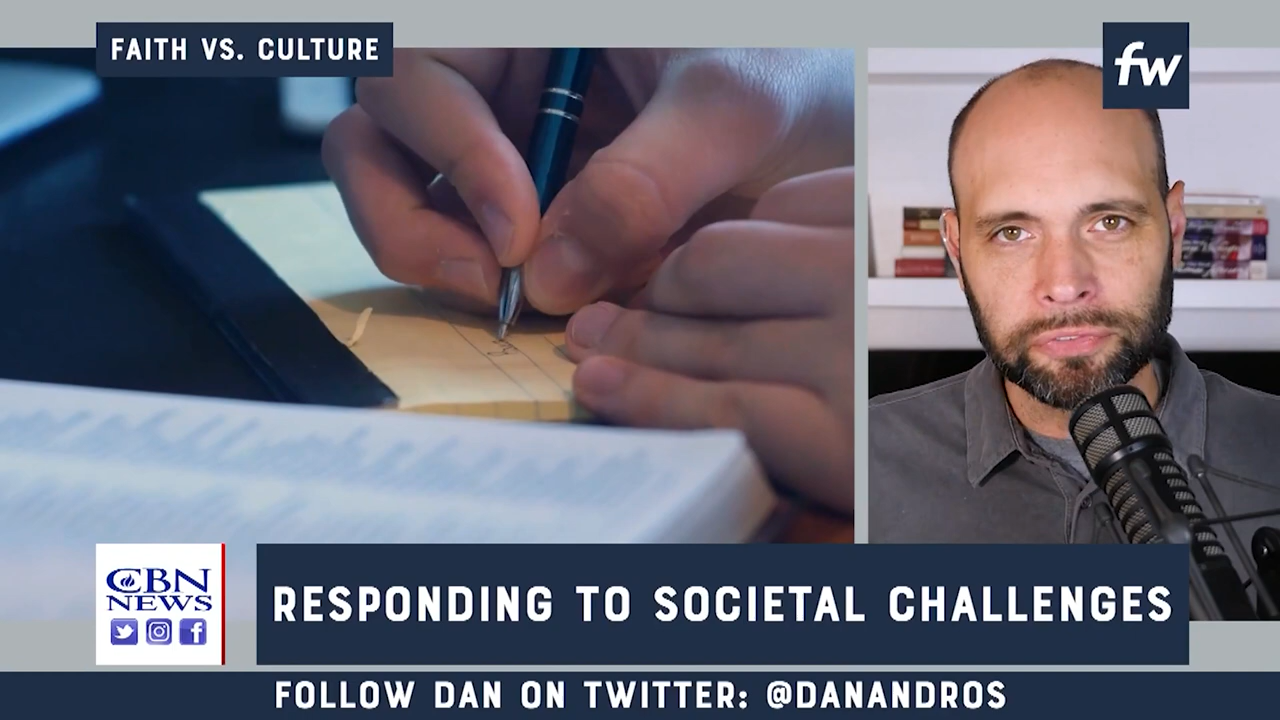 FAITH VS. CULTURE
fw
CBN
NEWS
RESPONDING TO SOCIETAL CHALLENGES
FOLLOW DAN ON TWITTER: @DANANDROS